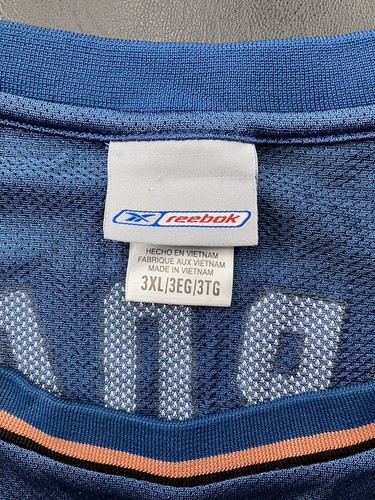 reebok
HECHO EN VIETNAM
FABRIQUE AUX VIETNAM
MADE IN VIETNAM
3XL/3EG/3TG